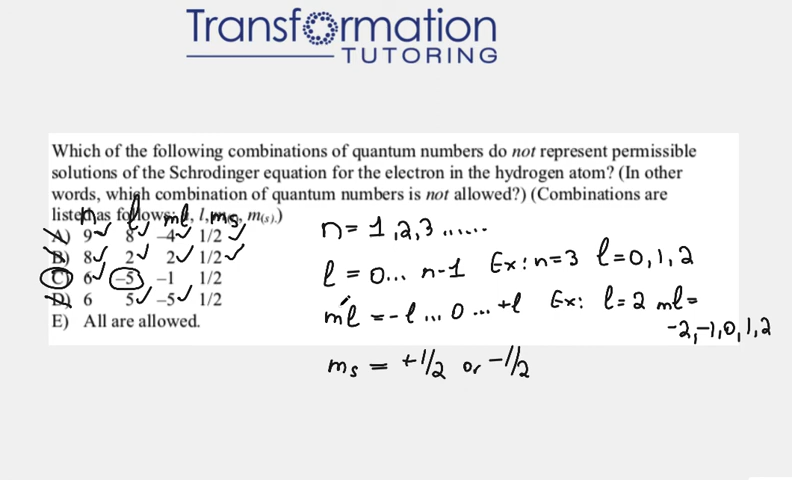 Transformation
TUTORING
Which of the following combinations of quantum numbers do not represent permissible
solutions of the Schrodinger equation for the electron in the hydrogen atom? (In other
words, which combination of quantum numbers is not allowed?) (Combinations are
listed as follows: n, l, ml, m(s).)
n l ml ms
A) 9 8 -4 1/2
B) 8 2 2 1/2
C) 6 -5 -1 1/2
D) 6 5 -5 1/2
E) All are allowed.
n = 1,2,3 ......
l = 0... n-1 Ex: n=3 l=0,1,2
ml = -l ... 0 ... +l Ex: l=2 ml=
-2,-1,0,1,2
ms = +1/2 or -1/2